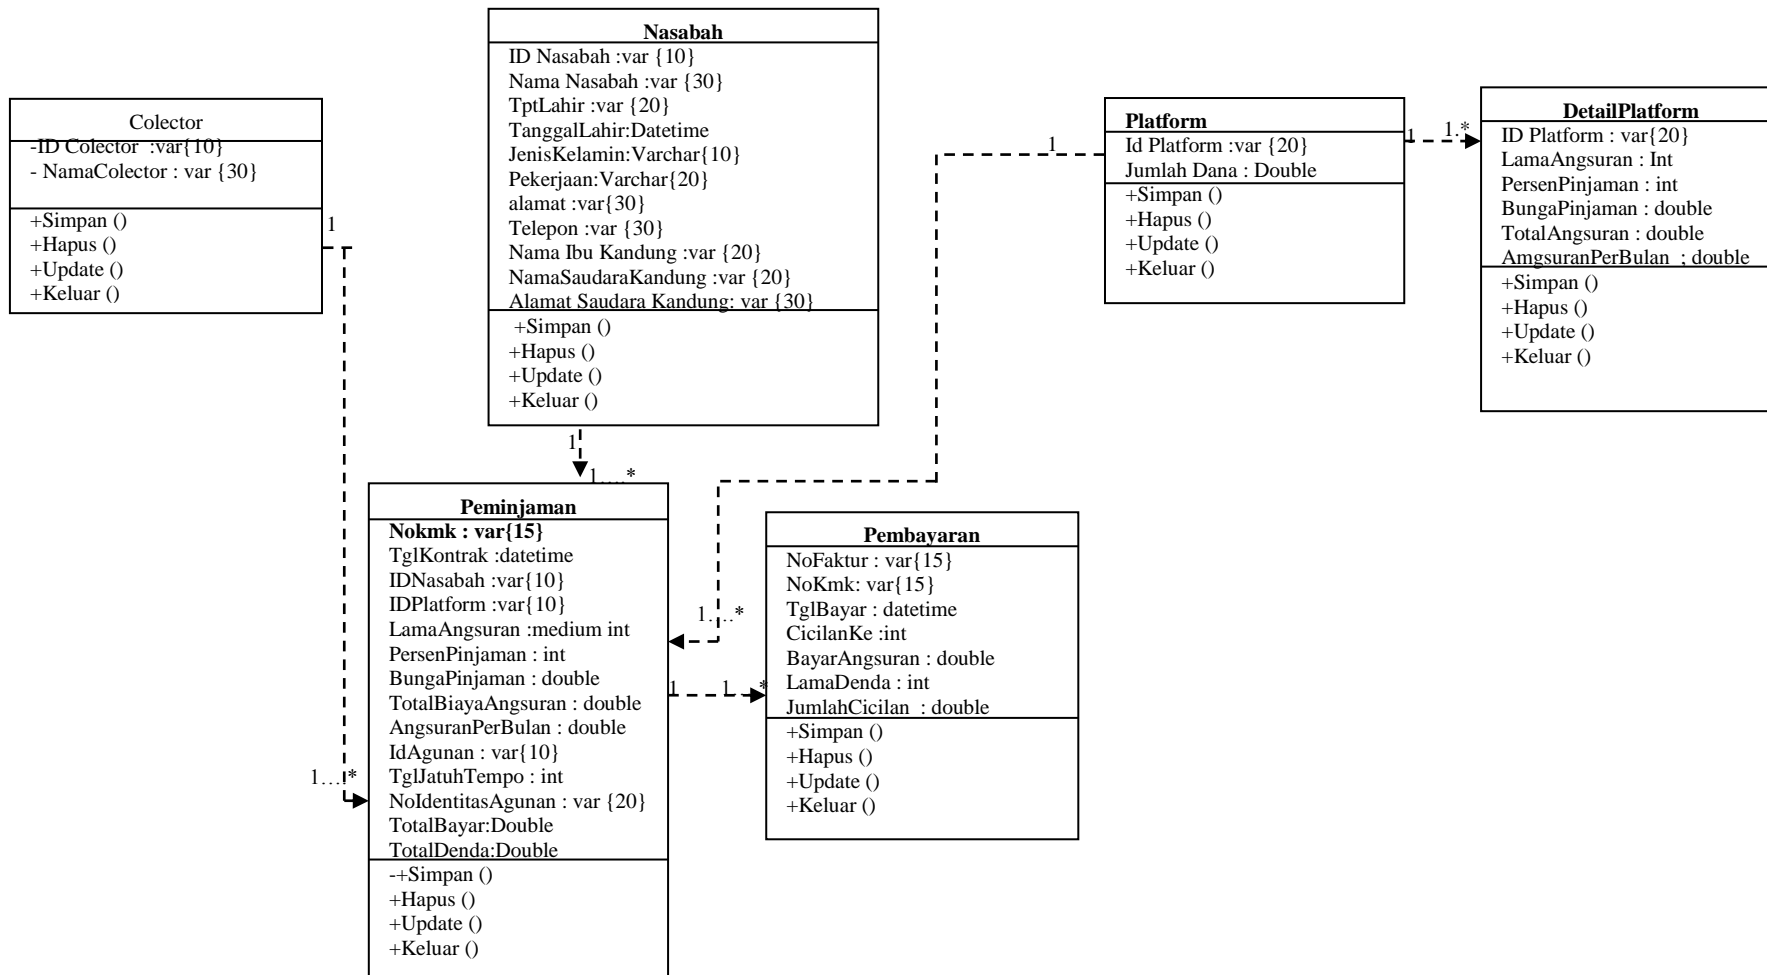 Colector
-ID Colector  :var{10}
- NamaColector : var {30}
+Simpan ()
+Hapus ()
+Update ()
+Keluar ()
1
1....*
Nasabah
ID Nasabah :var {10}
Nama Nasabah :var {30}
TptLahir :var {20}
TanggalLahir:Datetime
JenisKelamin:Varchar{10}
Pekerjaan:Varchar{20}
alamat :var{30}
Telepon :var {30}
Nama Ibu Kandung :var {20}
NamaSaudaraKandung :var {20}
Alamat Saudara Kandung: var {30}
+Simpan ()
+Hapus ()
+Update ()
+Keluar ()
1
1....*
Platform
Id Platform :var {20}
Jumlah Dana : Double
+Simpan ()
+Hapus ()
+Update ()
+Keluar ()
1
1....*
1
1.*
DetailPlatform
ID Platform : var{20}
LamaAngsuran : Int
PersenPinjaman : int
BungaPinjaman : double
TotalAngsuran : double
AmgsuranPerBulan  ; double
+Simpan ()
+Hapus ()
+Update ()
+Keluar ()
Peminjaman
Nokmk : var{15}
TglKontrak :datetime
IDNasabah :var{10}
IDPlatform :var{10}
LamaAngsuran :medium int
PersenPinjaman : int
BungaPinjaman : double
TotalBiayaAngsuran : double
AngsuranPerBulan : double
IdAgunan : var{10}
TglJatuhTempo : int
NoIdentitasAgunan : var {20}
TotalBayar:Double
TotalDenda:Double
-+Simpan ()
+Hapus ()
+Update ()
+Keluar ()
1
1....*
Pembayaran
NoFaktur : var{15}
NoKmk: var{15}
TglBayar : datetime
CicilanKe :int
BayarAngsuran : double
LamaDenda : int
JumlahCicilan  : double
+Simpan ()
+Hapus ()
+Update ()
+Keluar ()